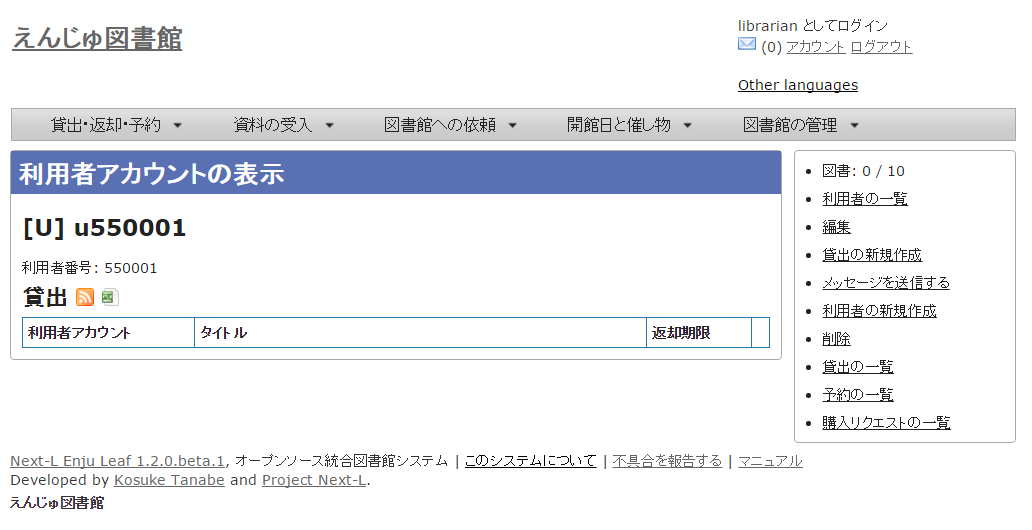 えんじゅ図書館
librarian としてログイン
(0) アカウント ログアウト
Other languages
貸出・返却・予約 ▼ 資料の受入 ▼ 図書館への依頼 ▼ 開館日と催し物 ▼ 図書館の管理 ▼
利用者アカウントの表示
[U] u550001
利用者番号: 550001
貸出
利用者アカウント タイトル 返却期限
• 図書: 0 / 10
• 利用者の一覧
• 編集
• 貸出の新規作成
• メッセージを送信する
• 利用者の新規作成
• 削除
• 貸出の一覧
• 予約の一覧
• 購入リクエストの一覧
Next-L Enju Leaf 1.2.0.beta.1, オープンソース統合図書館システム | このシステムについて | 不具合を報告する | マニュアル
Developed by Kosuke Tanabe and Project Next-L.
えんじゅ図書館